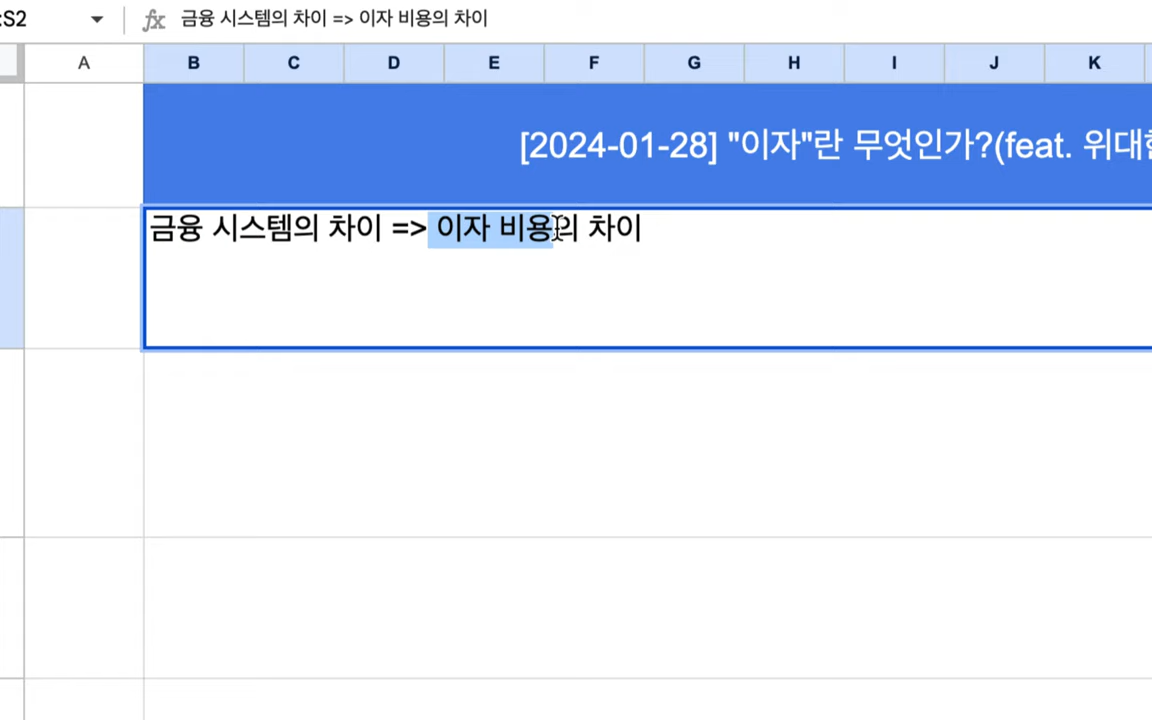 :S2
fx 금융 시스템의 차이 => 이자 비용의 차이
A B C D E F G H I J K
[2024-01-28] "이자"란 무엇인가?(feat. 위대한
금융 시스템의 차이 => 이자 비용의 차이